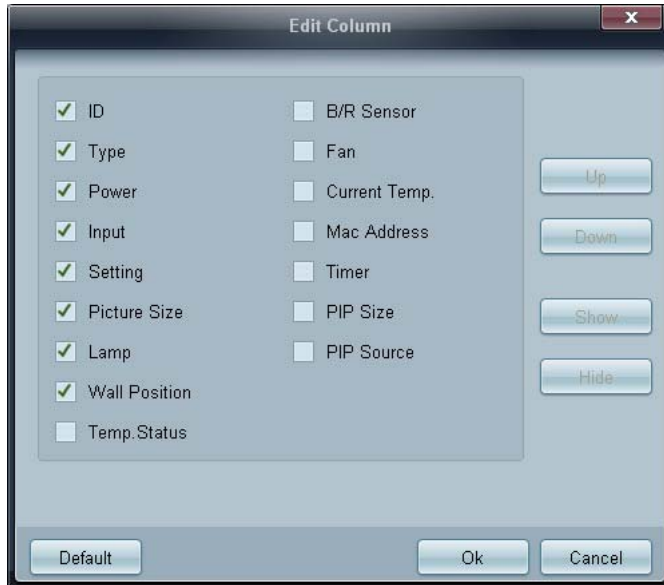 Edit Column
x
ID
Type
Power
Input
Setting
Picture Size
Lamp
Wall Position
Temp.Status
B/R Sensor
Fan
Current Temp.
Mac Address
Timer
PIP Size
PIP Source
Up
Down
Show
Hide
Default
Ok
Cancel